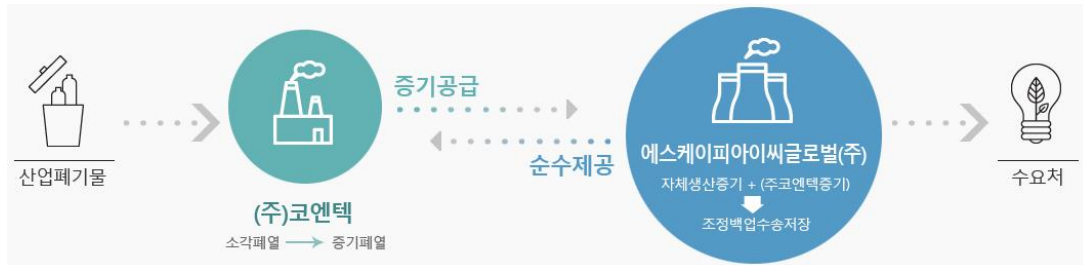 산업폐기물
(주)코엔텍
소각폐열 → 증기폐열
증기공급
순수제공
에스케이피아이씨글로벌(주)
자체생산증기 + (주코엔텍증기)
조정백업수송저장
수요처